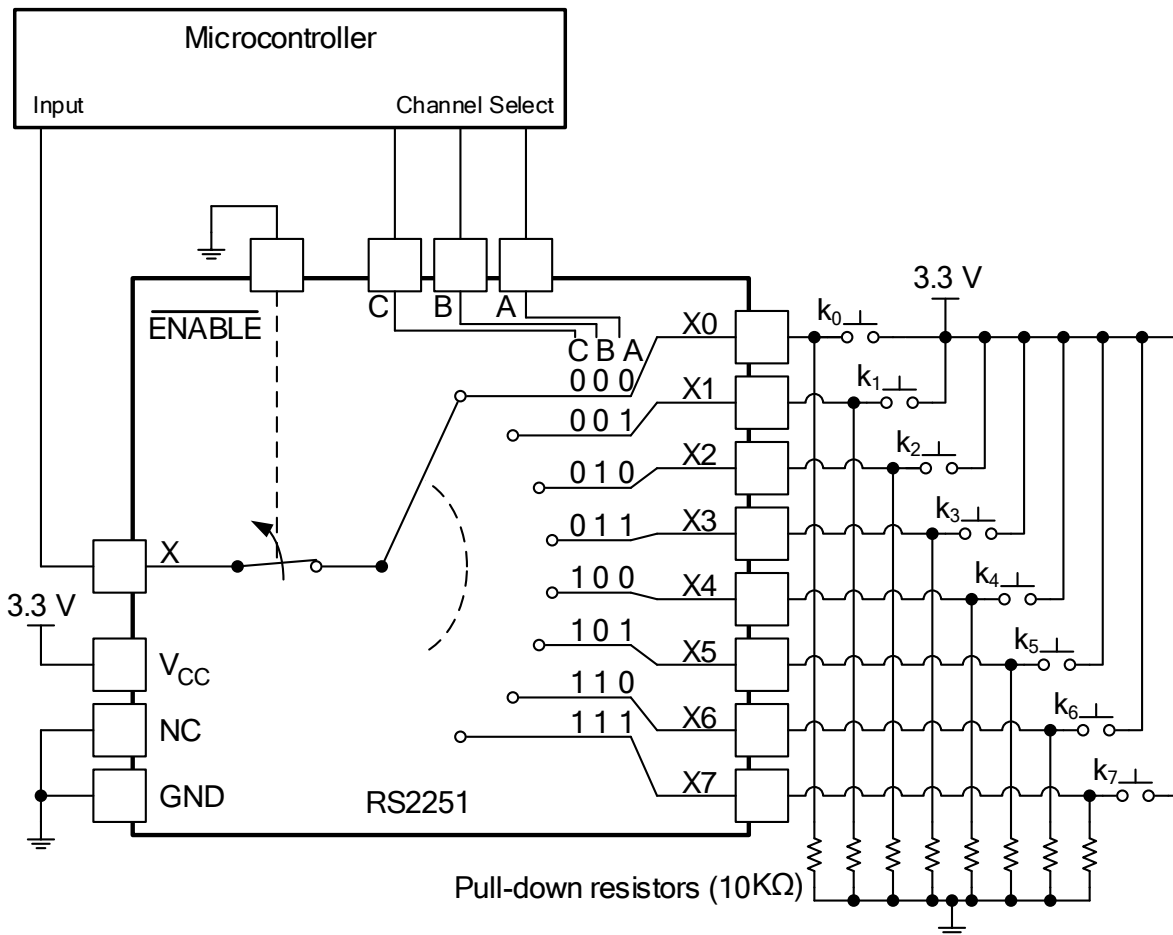 Microcontroller
Input
Channel Select
ENABLE
C
B
A
C B A
X0
0 0 0
X1
0 0 1
X2
0 1 0
X3
0 1 1
X4
1 0 0
X5
1 0 1
X6
1 1 0
X7
1 1 1
X
3.3 V
VCC
NC
GND
RS2251
3.3 V
k0
k1
k2
k3
k4
k5
k6
k7
Pull-down resistors (10KΩ)